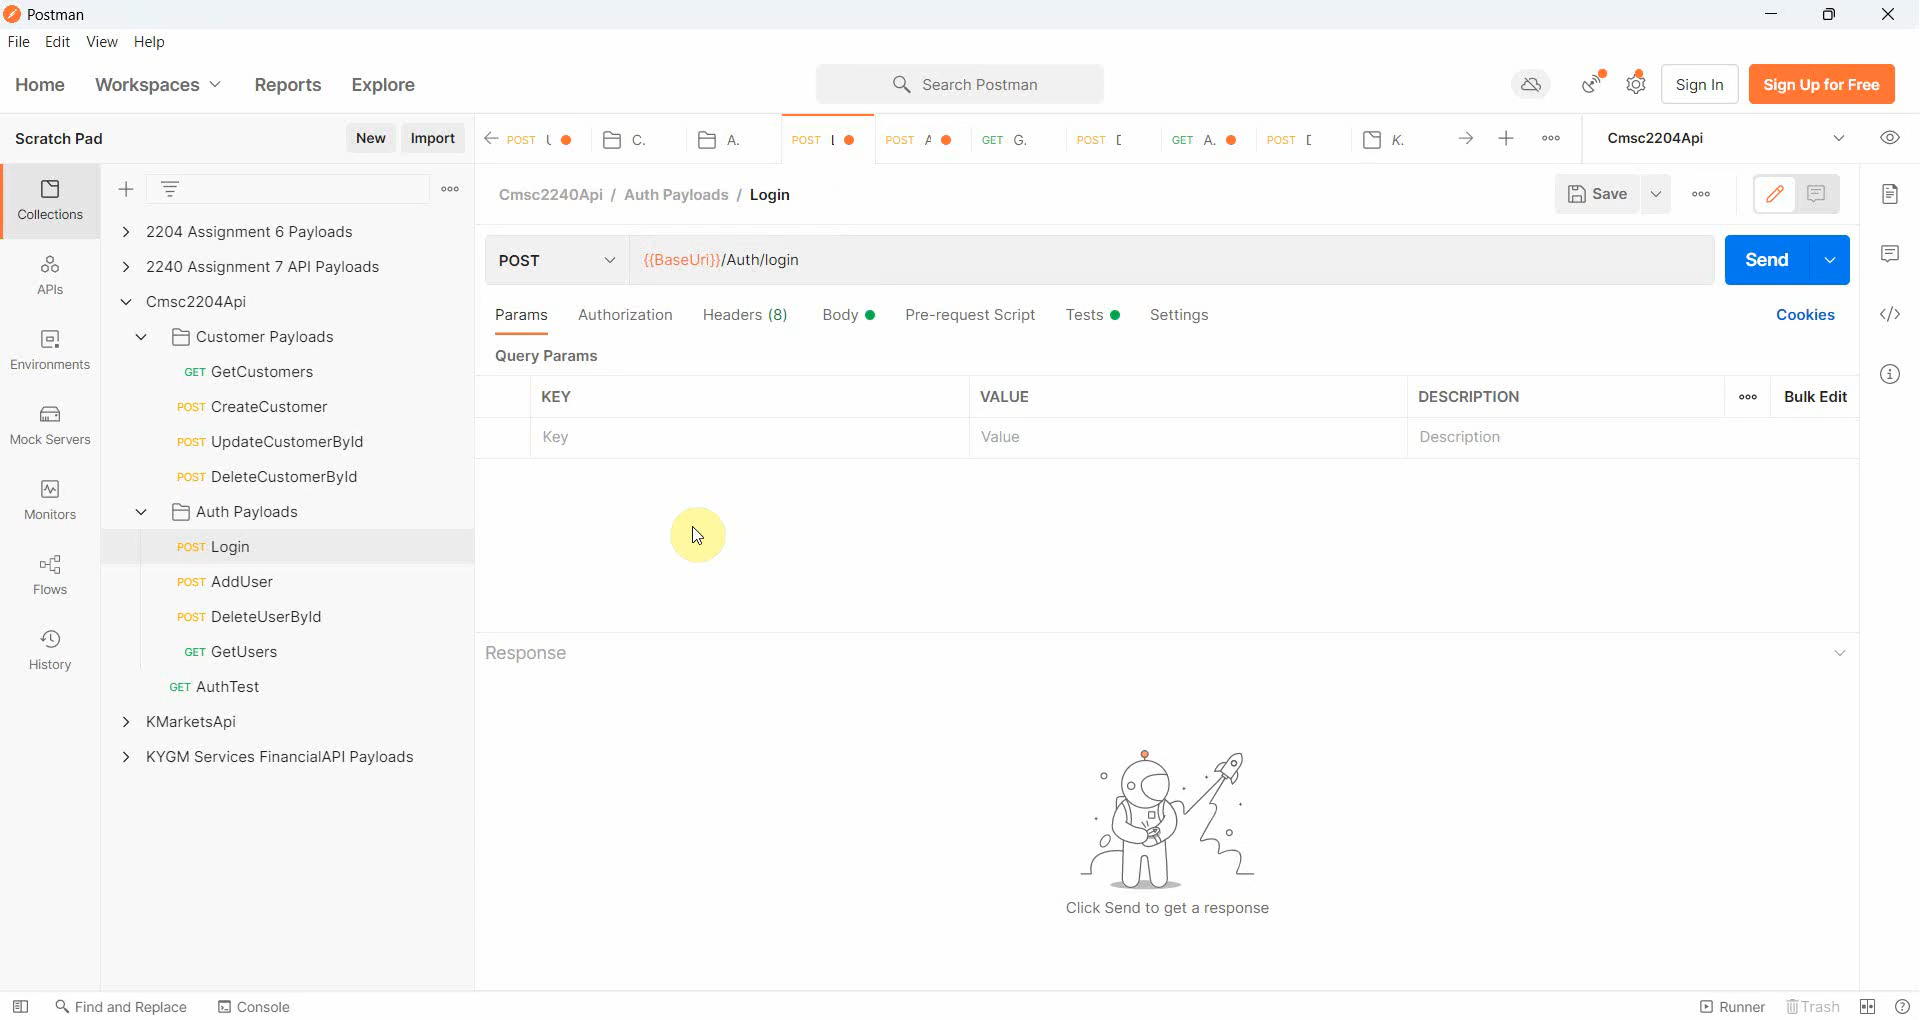 Postman
File Edit View Help
Home Workspaces Reports Explore
Search Postman
Sign In
Sign Up for Free
Scratch Pad
New
Import
POST
C.
A.
POST
POST
GET G.
POST
GET A.
POST
K.
Cmsc2204Api
Collections
APIs
Environments
Mock Servers
Monitors
Flows
History
2204 Assignment 6 Payloads
2240 Assignment 7 API Payloads
Cmsc2204Api
Customer Payloads
GET GetCustomers
POST CreateCustomer
POST UpdateCustomerById
POST DeleteCustomerById
Auth Payloads
POST Login
POST AddUser
POST DeleteUserById
GET GetUsers
GET AuthTest
KMarketsApi
KYGM Services FinancialAPI Payloads
Cmsc2240Api / Auth Payloads / Login
Save
POST
{{BaseUri}}/Auth/login
Send
Params Authorization Headers (8) Body Pre-request Script Tests Settings
Cookies
Query Params
KEY VALUE DESCRIPTION
Bulk Edit
Key Value Description
Response
Click Send to get a response
Find and Replace
Console
Runner
Trash